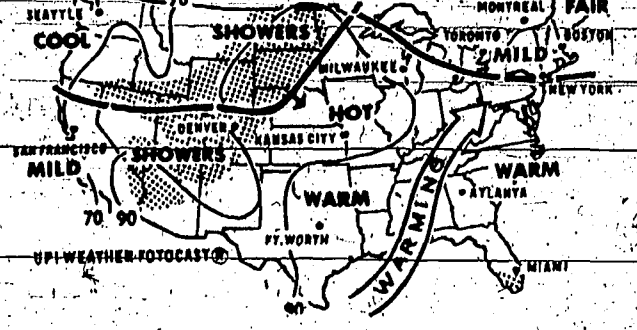 70
MONTREAL
FAIR
SEATTLE
COOL
SHOWERS
TORONTO
BOSTON
MILD
MILWAUKEE
NEW YORK
HOT
DENVER
KANSAS CITY
SAN FRANCISCO
SHOWERS
MILD
WARM
WARMING
WARM
ATLANTA
70
90
FT. WORTH
UPI WEATHER FOTOCAST®
MIAMI